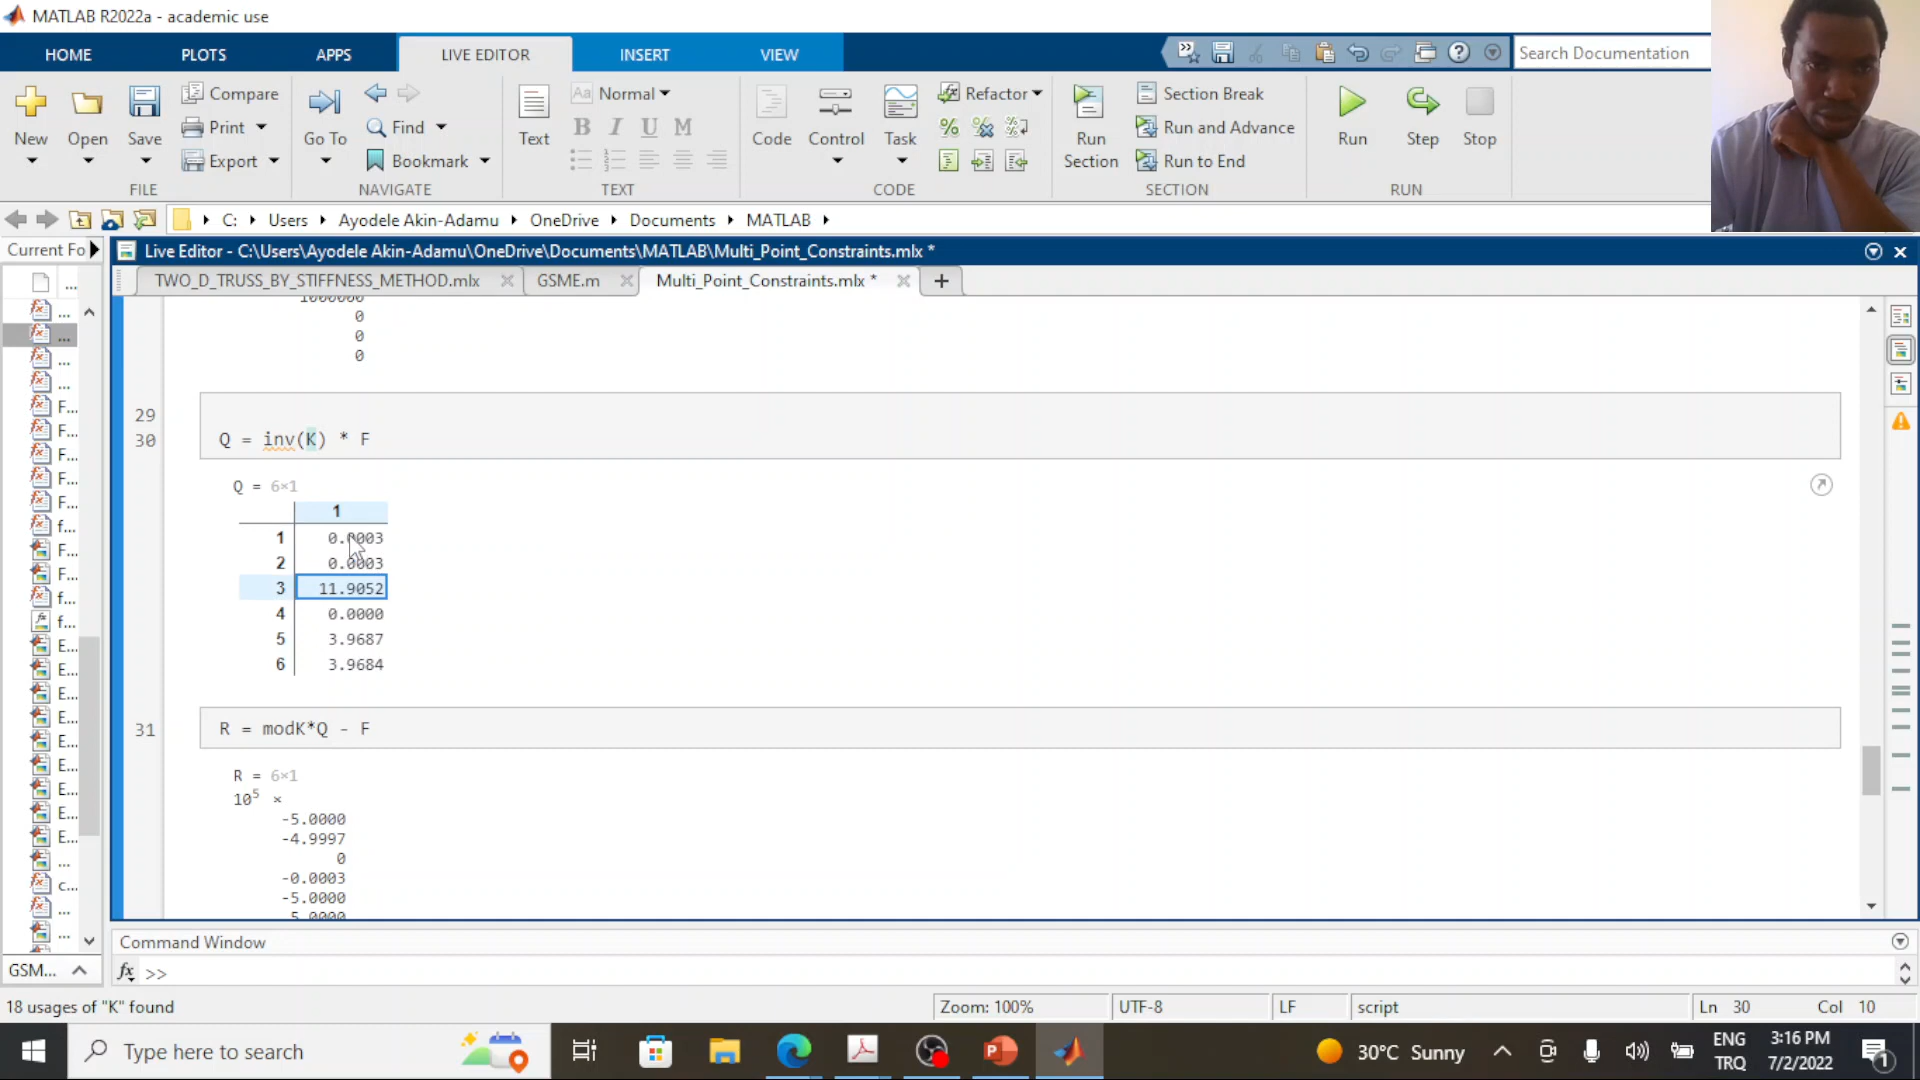 MATLAB R2022a - academic use
HOME PLOTS APPS LIVE EDITOR INSERT VIEW Search Documentation
New Open Save Compare Print Export Go To Find Bookmark Text Aa Normal B I U M Code Control Task Refactor Run Section Section Break Run and Advance Run to End Run Step Stop
FILE NAVIGATE TEXT CODE SECTION RUN
C: Users Ayodele Akin-Adamu OneDrive Documents MATLAB
Current Fo Live Editor - C:\Users\Ayodele Akin-Adamu\OneDrive\Documents\MATLAB\Multi_Point_Constraints.mlx *
TWO_D_TRUSS_BY_STIFFNESS_METHOD.mlx GSME.m Multi_Point_Constraints.mlx * +
1000000
0
0
0
29
30 Q = inv(K) * F
Q = 6×1
1
1 0.0003
2 0.0003
3 11.9052
4 0.0000
5 3.9687
6 3.9684
31 R = modK*Q - F
R = 6×1
10^5 ×
-5.0000
-4.9997
0
-0.0003
-5.0000
5.0000
...
...
...
...
F...
F...
F...
F...
F...
f...
F...
F...
f...
f...
E...
E...
E...
E...
E...
E...
E...
E...
E...
...
c...
...
...
Command Window
GSM... fx >>
18 usages of "K" found Zoom: 100% UTF-8 LF script Ln 30 Col 10
Type here to search 30°C Sunny ENG TRQ 3:16 PM 7/2/2022 1